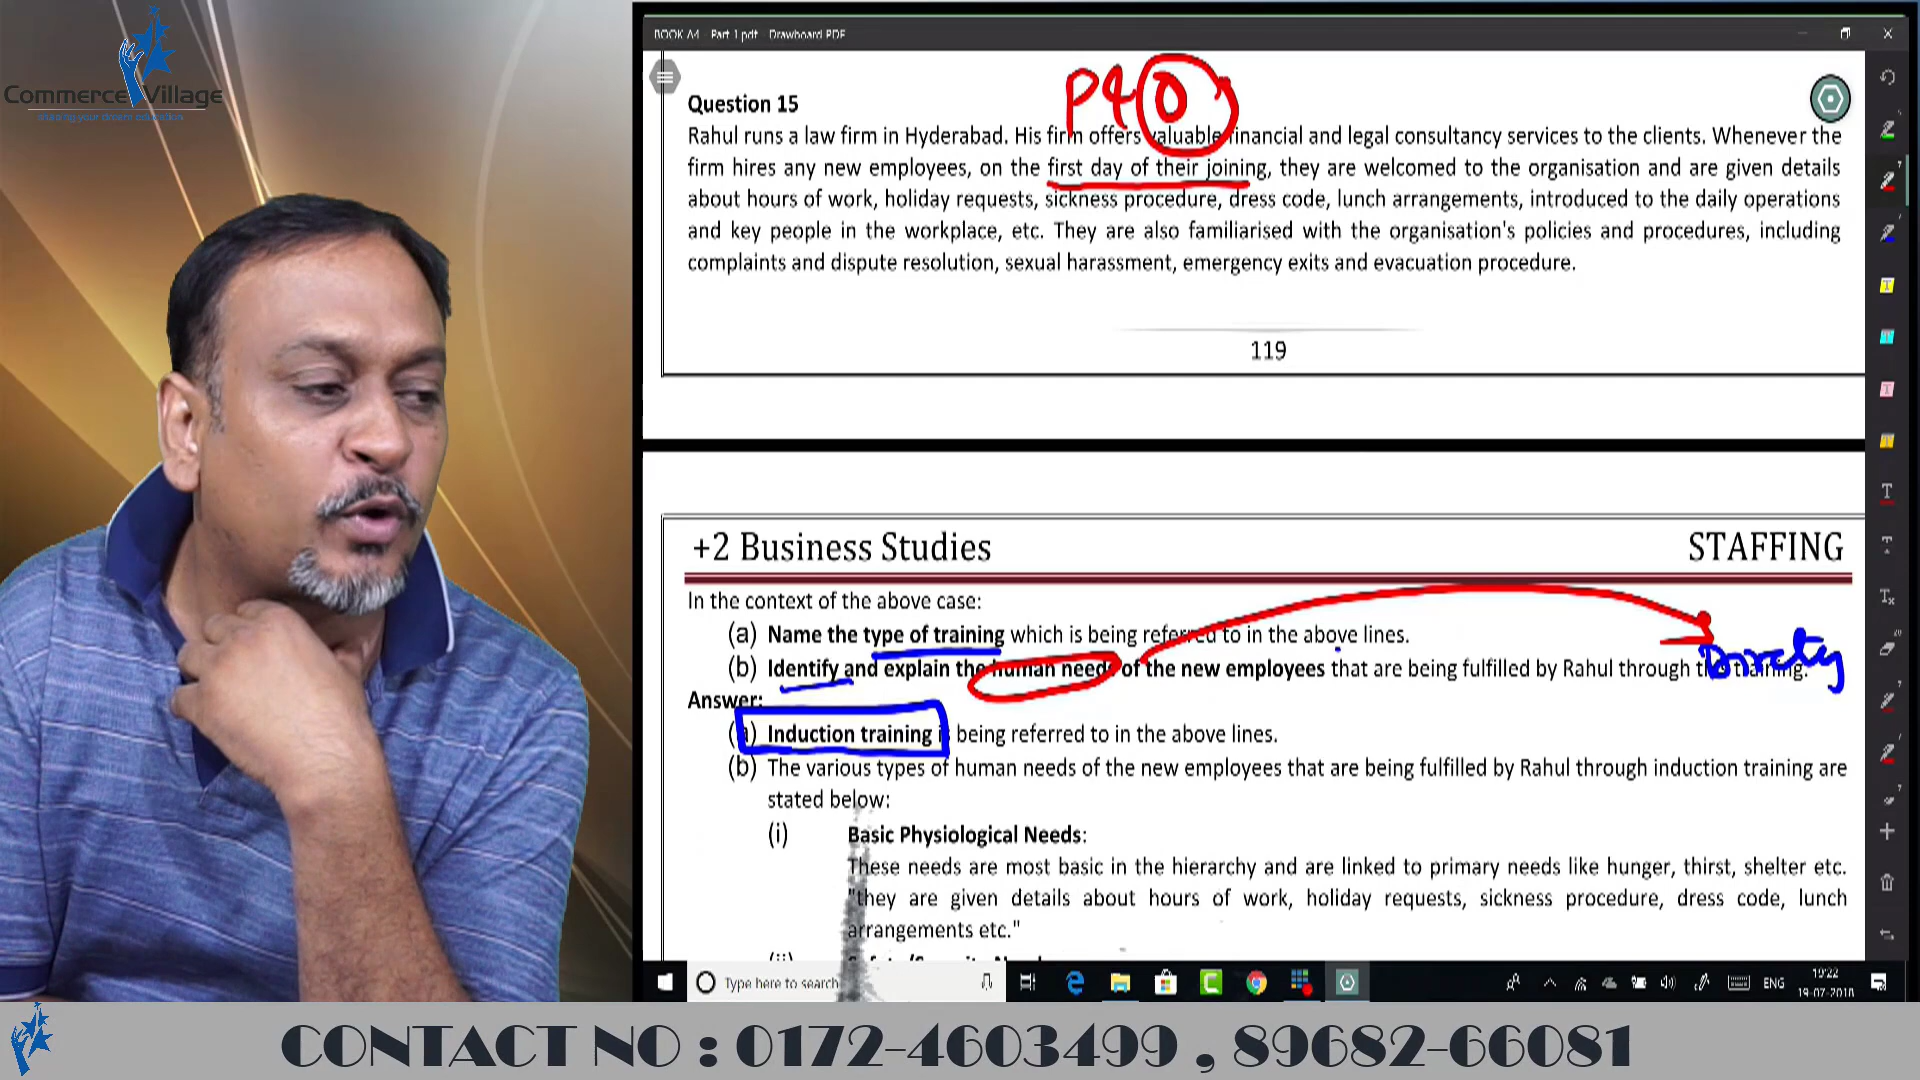 Commerce Village
BOOK A4 - Part 1.pdf - Drawboard PDF
P & O
Question 15
Rahul runs a law firm in Hyderabad. His firm offers valuable financial and legal consultancy services to the clients. Whenever the
firm hires any new employees, on the first day of their joining, they are welcomed to the organisation and are given details
about hours of work, holiday requests, sickness procedure, dress code, lunch arrangements, introduced to the daily operations
and key people in the workplace, etc. They are also familiarised with the organisation's policies and procedures, including
complaints and dispute resolution, sexual harassment, emergency exits and evacuation procedure.
119
+2 Business Studies STAFFING
In the context of the above case:
(a) Name the type of training which is being referred to in the above lines.
(b) Identify and explain the human needs of the new employees that are being fulfilled by Rahul through this training.
Answer:
(a) Induction training is being referred to in the above lines.
(b) The various types of human needs of the new employees that are being fulfilled by Rahul through induction training are
stated below:
(i) Basic Physiological Needs:
These needs are most basic in the hierarchy and are linked to primary needs like hunger, thirst, shelter etc.
"they are given details about hours of work, holiday requests, sickness procedure, dress code, lunch
arrangements etc."
Type here to search
ENG
19:22
19-07-2018
CONTACT NO : 0172-4603499 , 89682-66081